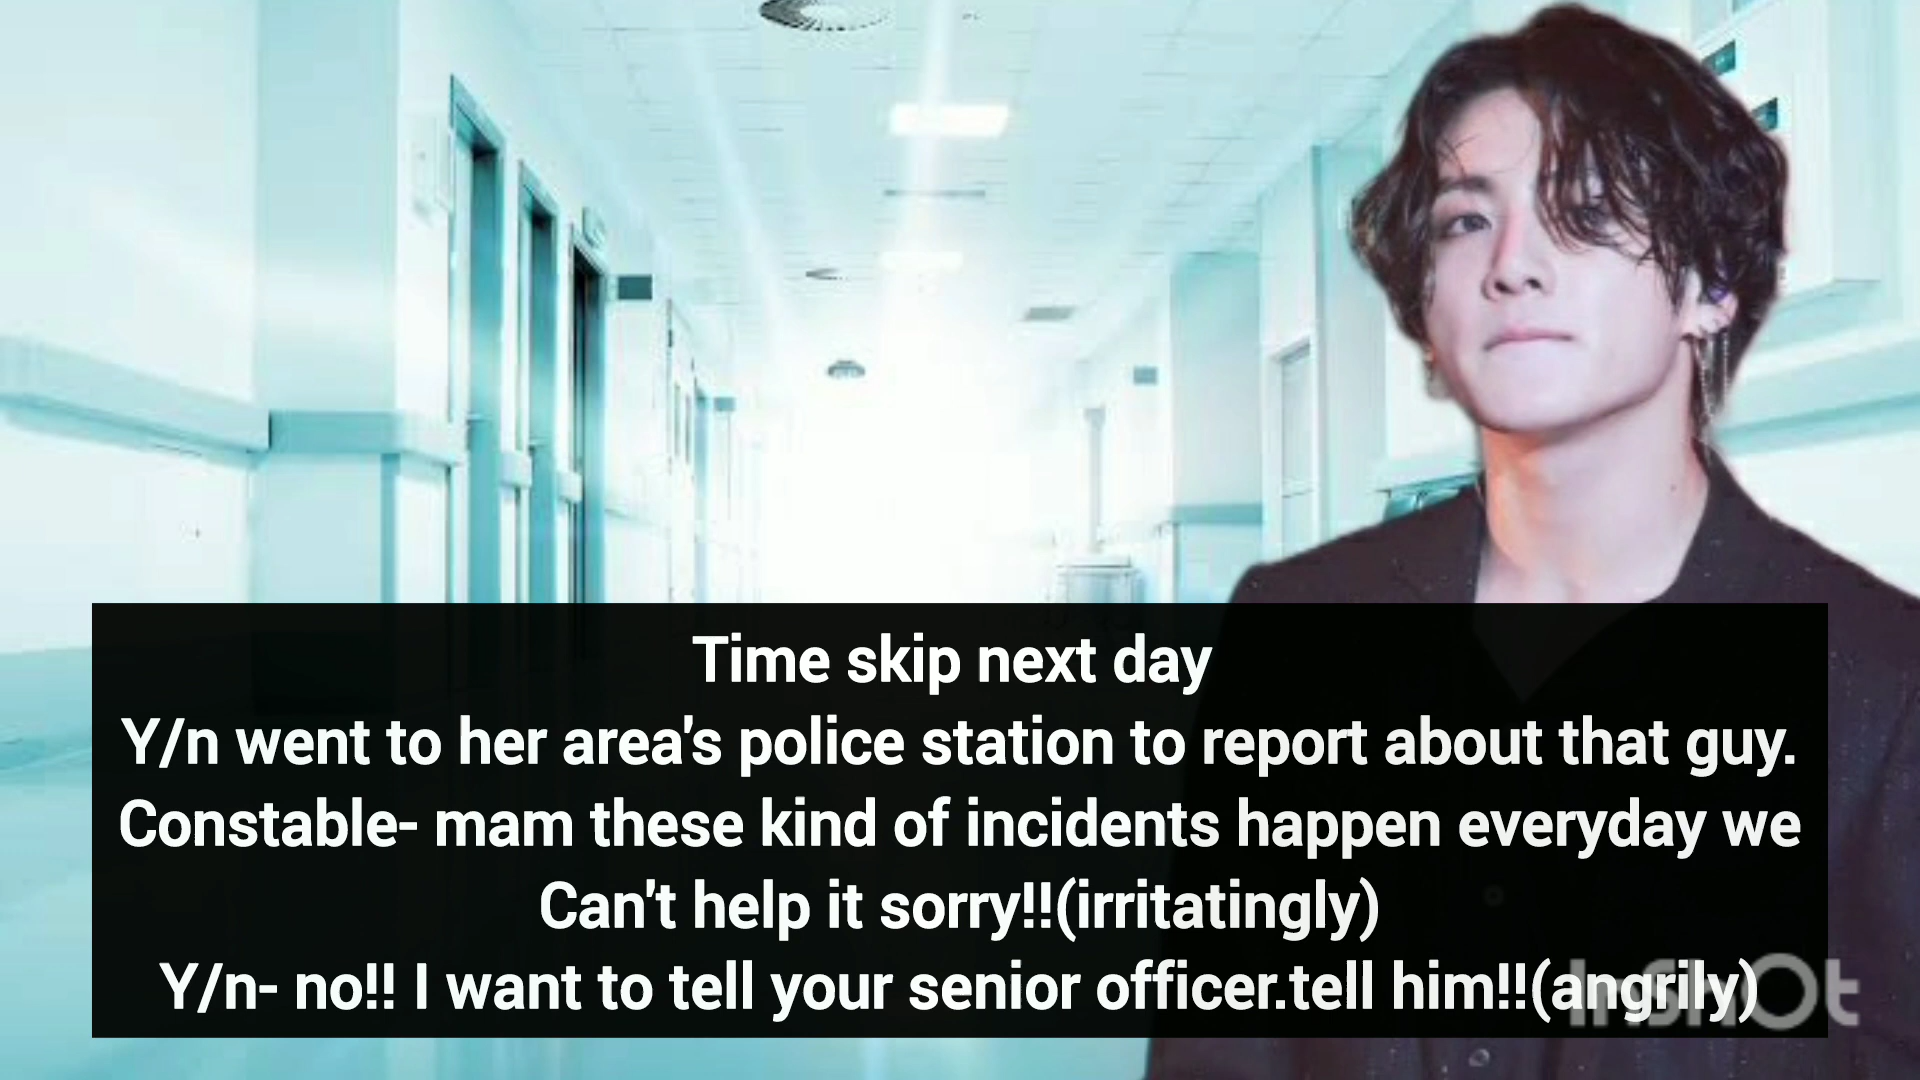 Time skip next day
Y/n went to her area's police station to report about that guy.
Constable- mam these kind of incidents happen everyday we
Can't help it sorry!!(irritatingly)
Y/n- no!! I want to tell your senior officer.tell him!!(angrily)
InShOt